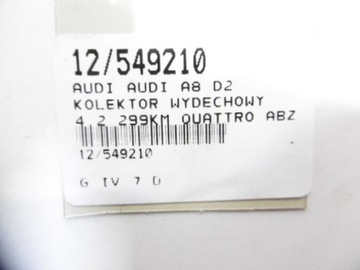 12/549210
AUDI AUDI A8 D2
KOLEKTOR WYDECHOWY
4.2 299KM QUATTRO ABZ
12/549210
G IV 7 D